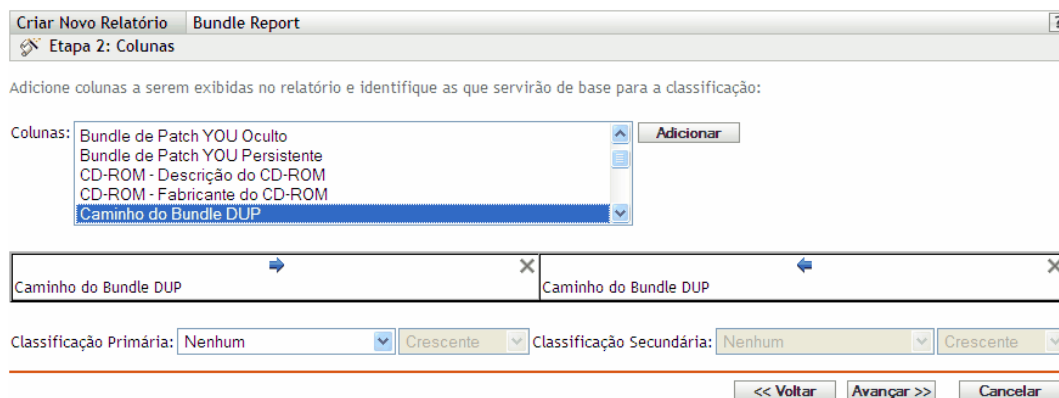 Criar Novo Relatório Bundle Report ?
Etapa 2: Colunas
Adicione colunas a serem exibidas no relatório e identifique as que servirão de base para a classificação:
Colunas: Bundle de Patch YOU Oculto Adicionar
Bundle de Patch YOU Persistente
CD-ROM - Descrição do CD-ROM
CD-ROM - Fabricante do CD-ROM
Caminho do Bundle DUP
Caminho do Bundle DUP Caminho do Bundle DUP
Classificação Primária: Nenhum Crescente Classificação Secundária: Nenhum Crescente
<< Voltar Avançar >> Cancelar